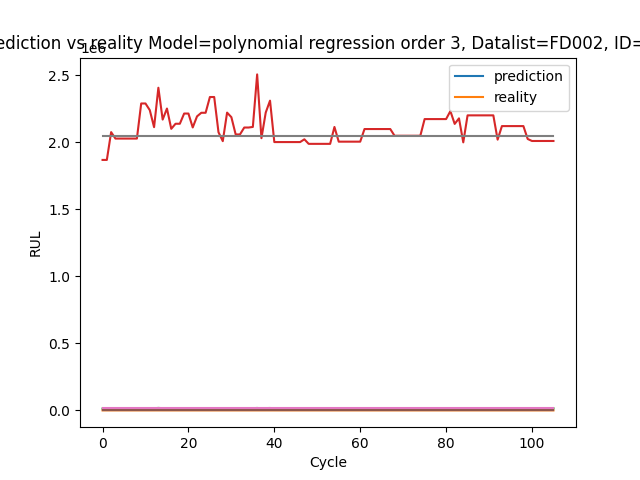 ediction vs reality Model=polynomial regression order 3, Datalist=FD002, ID=
1e6
prediction
reality
2.5
2.0
1.5
1.0
0.5
0.0
RUL
0 20 40 60 80 100
Cycle